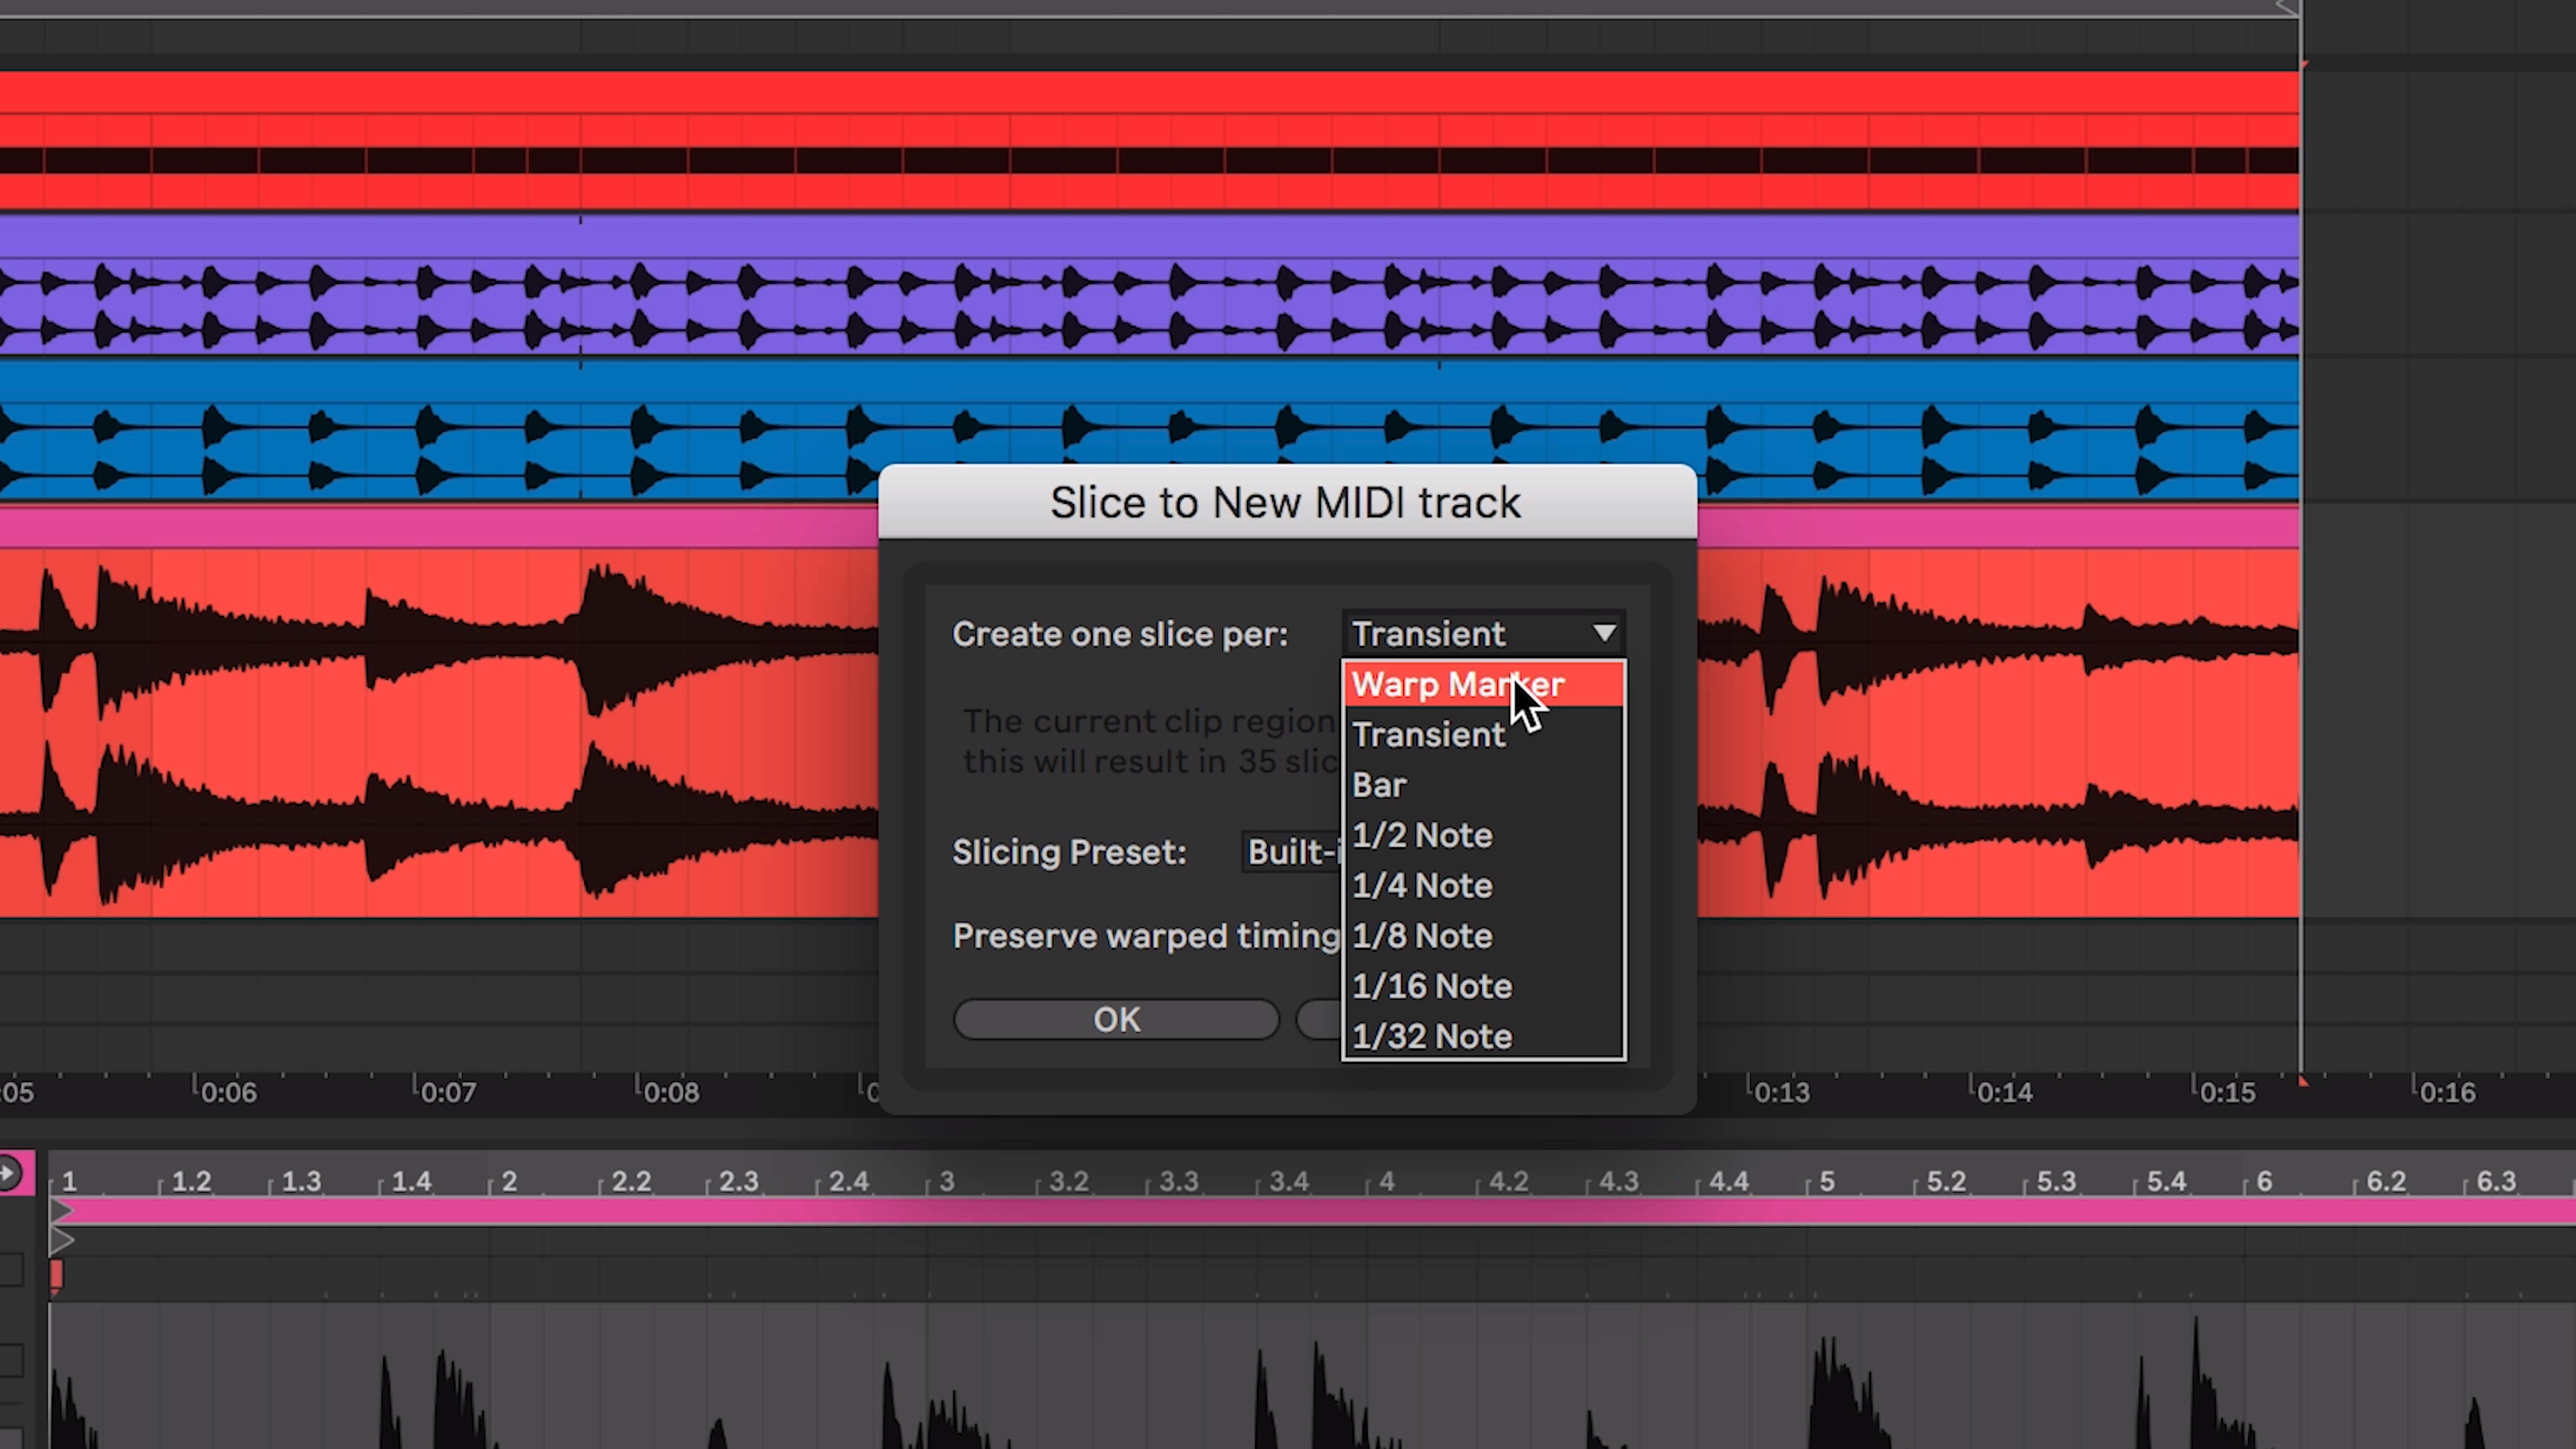 Slice to New MIDI track
Create one slice per: Transient
Warp Marker
The current clip region
Transient
this will result in 35 slic
Bar
1/2 Note
Slicing Preset: Built-i
1/4 Note
Preserve warped timing
1/8 Note
1/16 Note
OK
1/32 Note
:05 0:06 0:07 0:08 0 0:13 0:14 0:15 0:16
1 1.2 1.3 1.4 2 2.2 2.3 2.4 3 3.2 3.3 3.4 4 4.2 4.3 4.4 5 5.2 5.3 5.4 6 6.2 6.3